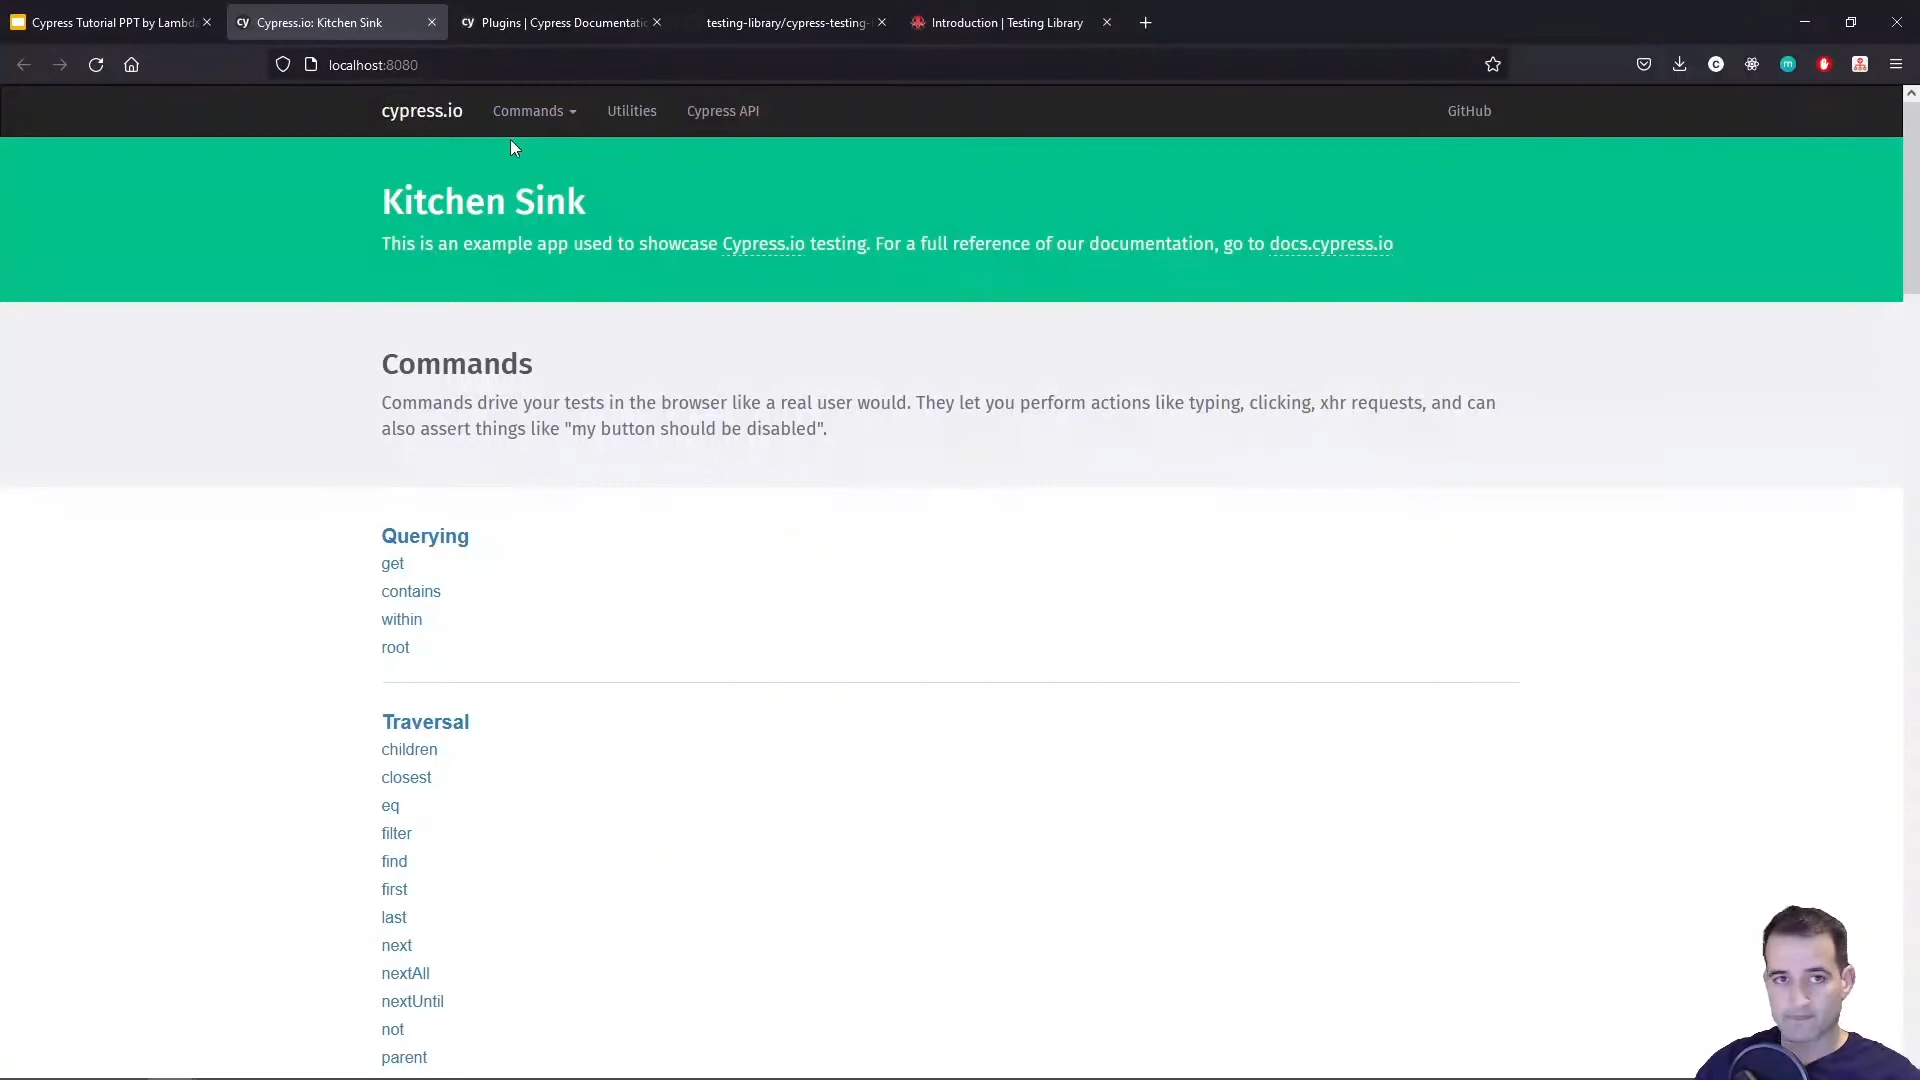 Cypress Tutorial PPT by Lambd
cy Cypress.io: Kitchen Sink
cy Plugins | Cypress Documentatio
testing-library/cypress-testing-
Introduction | Testing Library
localhost:8080
cypress.io
Commands
Utilities
Cypress API
GitHub
Kitchen Sink
This is an example app used to showcase Cypress.io testing. For a full reference of our documentation, go to docs.cypress.io
Commands
Commands drive your tests in the browser like a real user would. They let you perform actions like typing, clicking, xhr requests, and can
also assert things like "my button should be disabled".
Querying
get
contains
within
root
Traversal
children
closest
eq
filter
find
first
last
next
nextAll
nextUntil
not
parent